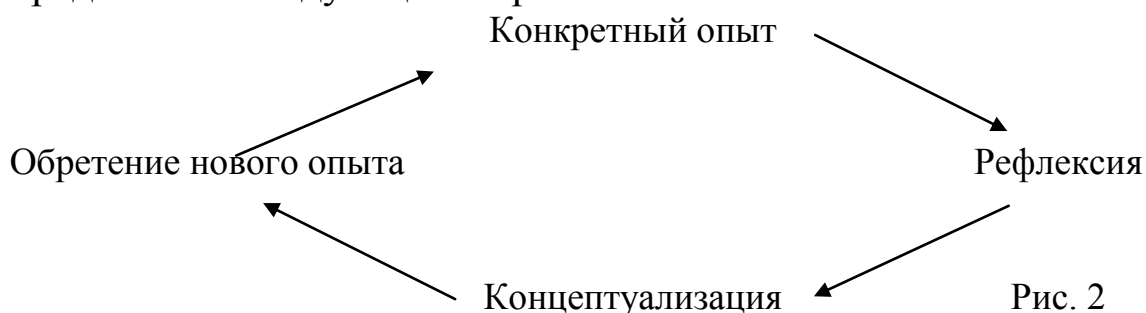 Конкретный опыт
Обретение нового опыта Рефлексия
Концептуализация Рис. 2